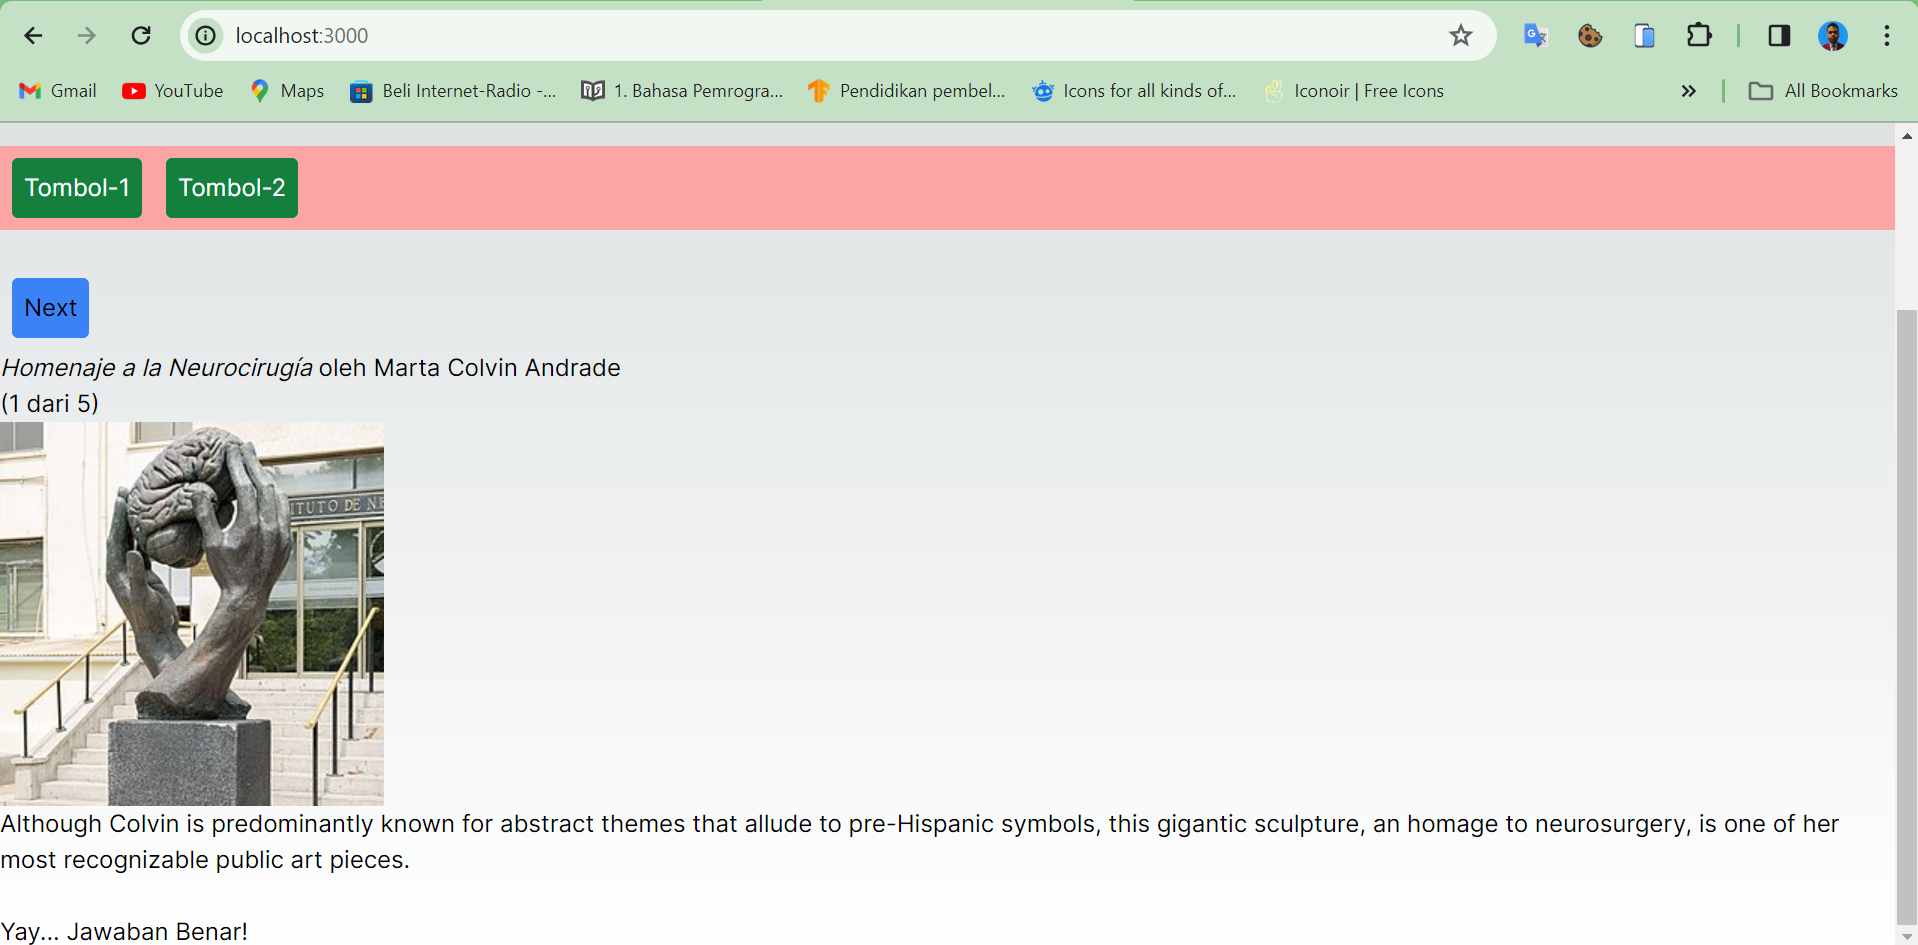 localhost:3000
Gmail YouTube Maps Beli Internet-Radio -... 1. Bahasa Pemrogra... Pendidikan pembel... Icons for all kinds of... Iconoir | Free Icons » All Bookmarks
Tombol-1 Tombol-2
Next
Homenaje a la Neurocirugía oleh Marta Colvin Andrade
(1 dari 5)
ITUTO DE NE
Although Colvin is predominantly known for abstract themes that allude to pre-Hispanic symbols, this gigantic sculpture, an homage to neurosurgery, is one of her
most recognizable public art pieces.
Yay... Jawaban Benar!